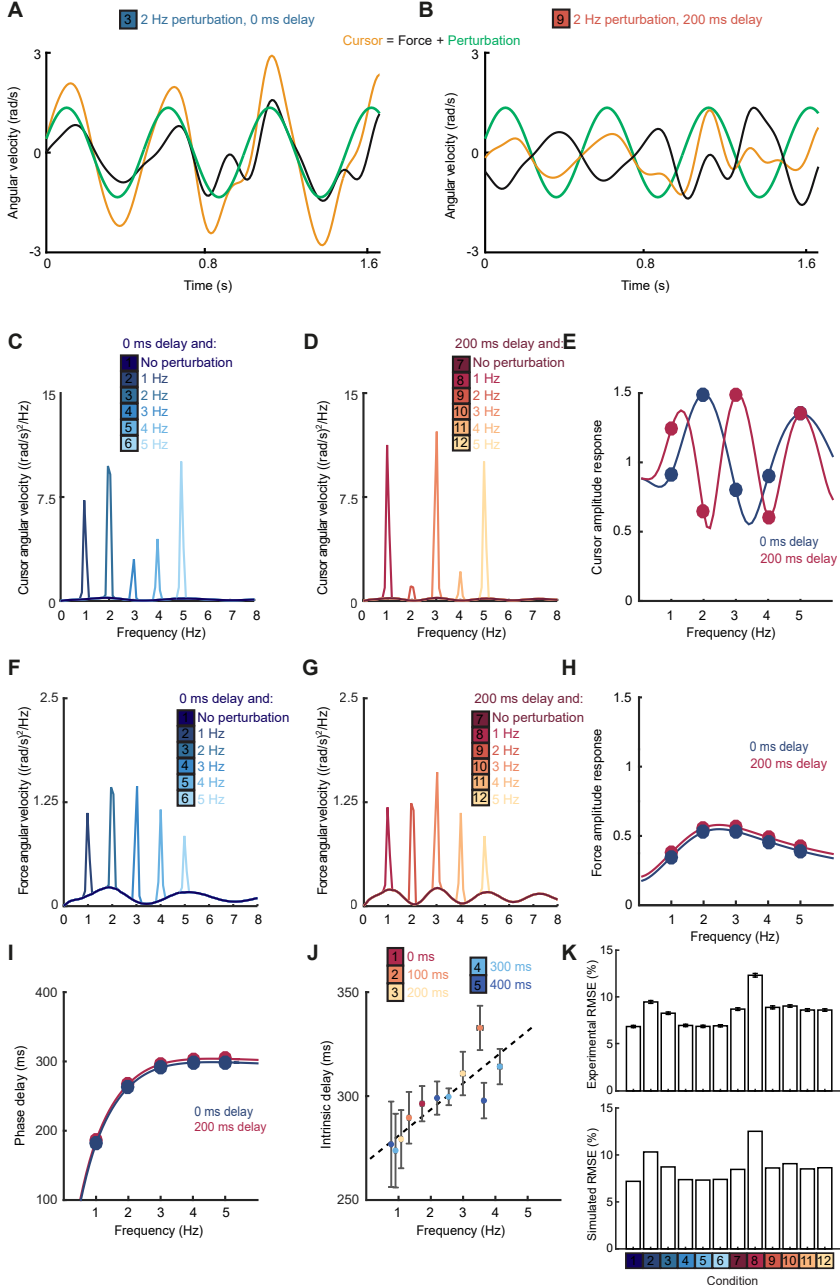 A
3 2 Hz perturbation, 0 ms delay
B
9 2 Hz perturbation, 200 ms delay
Cursor = Force + Perturbation
3
0
-3
Angular velocity (rad/s)
0
0.8
1.6
Time (s)
3
0
-3
Angular velocity (rad/s)
0
0.8
1.6
Time (s)
C
0 ms delay and:
1 No perturbation
2 1 Hz
3 2 Hz
4 3 Hz
5 4 Hz
6 5 Hz
15
7.5
0
Cursor angular velocity ((rad/s)²/Hz)
0 1 2 3 4 5 6 7 8
Frequency (Hz)
D
200 ms delay and:
7 No perturbation
8 1 Hz
9 2 Hz
10 3 Hz
11 4 Hz
12 5 Hz
15
7.5
0
Cursor angular velocity ((rad/s)²/Hz)
0 1 2 3 4 5 6 7 8
Frequency (Hz)
E
1.5
1
0.5
0
Cursor amplitude response
0 ms delay
200 ms delay
1 2 3 4 5
Frequency (Hz)
F
0 ms delay and:
1 No perturbation
2 1 Hz
3 2 Hz
4 3 Hz
5 4 Hz
6 5 Hz
2.5
1.25
0
Force angular velocity ((rad/s)²/Hz)
0 1 2 3 4 5 6 7 8
Frequency (Hz)
G
200 ms delay and:
7 No perturbation
8 1 Hz
9 2 Hz
10 3 Hz
11 4 Hz
12 5 Hz
2.5
1.25
0
Force angular velocity ((rad/s)²/Hz)
0 1 2 3 4 5 6 7 8
Frequency (Hz)
H
1.5
1
0.5
0
Force amplitude response
0 ms delay
200 ms delay
1 2 3 4 5
Frequency (Hz)
I
400
300
200
100
Phase delay (ms)
0 ms delay
200 ms delay
1 2 3 4 5
Frequency (Hz)
J
1 0 ms
2 100 ms
3 200 ms
4 300 ms
5 400 ms
350
300
250
Intrinsic delay (ms)
1 2 3 4 5
Frequency (Hz)
K
15
10
5
0
Experimental RMSE (%)
15
10
5
0
Simulated RMSE (%)
1 2 3 4 5 6 7 8 9 10 11 12
Condition